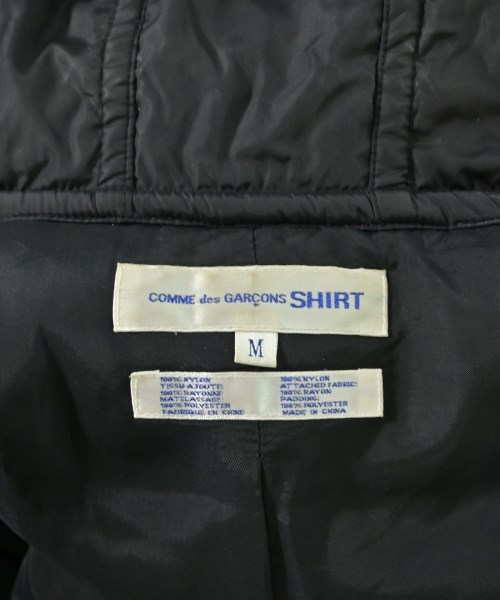 COMME des GARÇONS SHIRT
M
100% NYLON
TISSU AJOUTE:
100% RAYONNE
MATELASSAGE:
100% POLYESTER
FABRIQUE EN CHINE
100% NYLON
ATTACHED FABRIC:
100% RAYON
PADDING:
100% POLYESTER
MADE IN CHINA